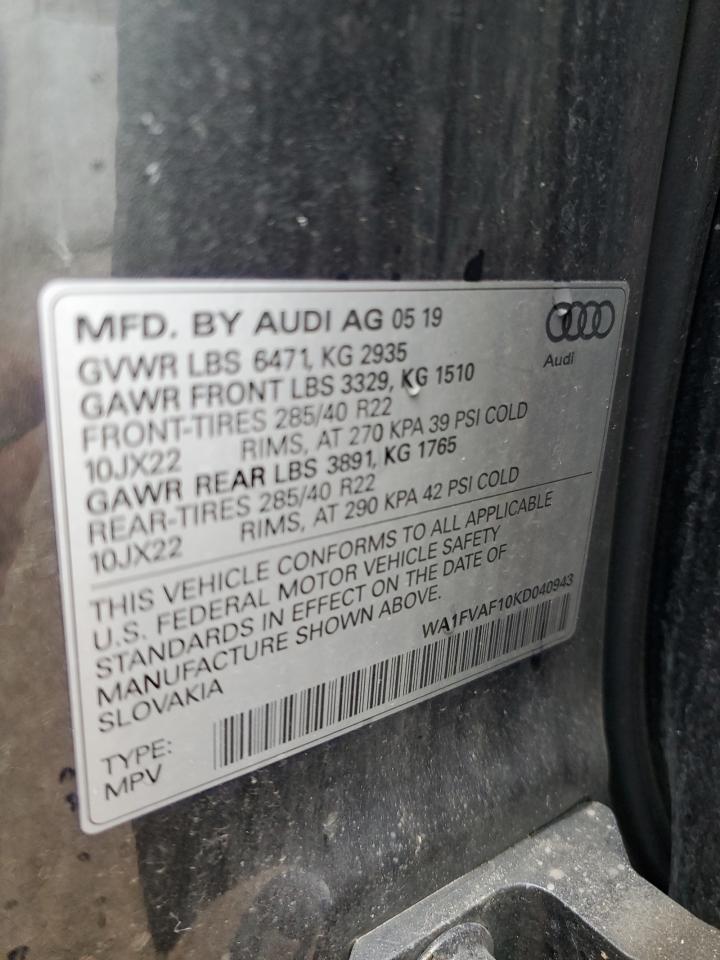 MFD. BY AUDI AG 05 19
Audi
GVWR LBS 6471, KG 2935
GAWR FRONT LBS 3329, KG 1510
FRONT-TIRES 285/40 R22
10JX22 RIMS, AT 270 KPA 39 PSI COLD
GAWR REAR LBS 3891, KG 1765
REAR-TIRES 285/40 R22
10JX22 RIMS, AT 290 KPA 42 PSI COLD
THIS VEHICLE CONFORMS TO ALL APPLICABLE
U.S. FEDERAL MOTOR VEHICLE SAFETY
STANDARDS IN EFFECT ON THE DATE OF
MANUFACTURE SHOWN ABOVE.
SLOVAKIA
WA1FVAF10KD040943
TYPE:
MPV